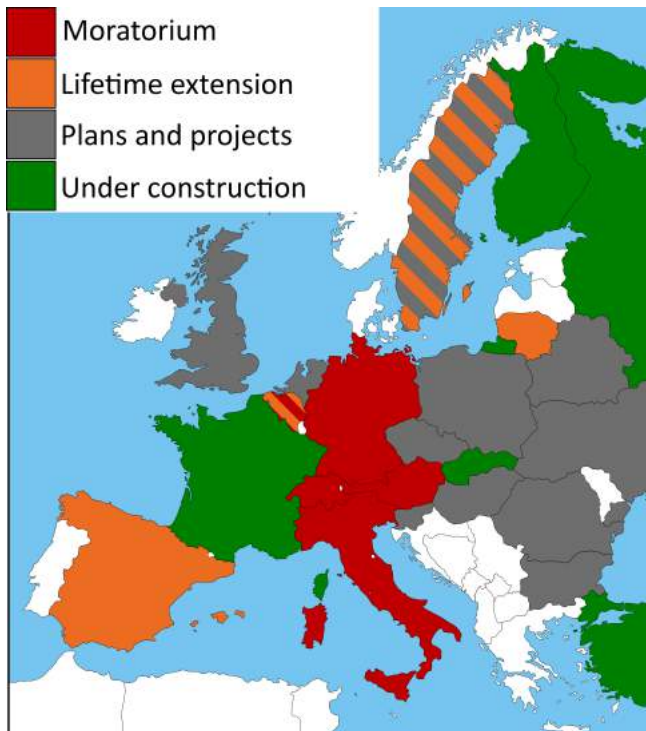 Moratorium
Lifetime extension
Plans and projects
Under construction